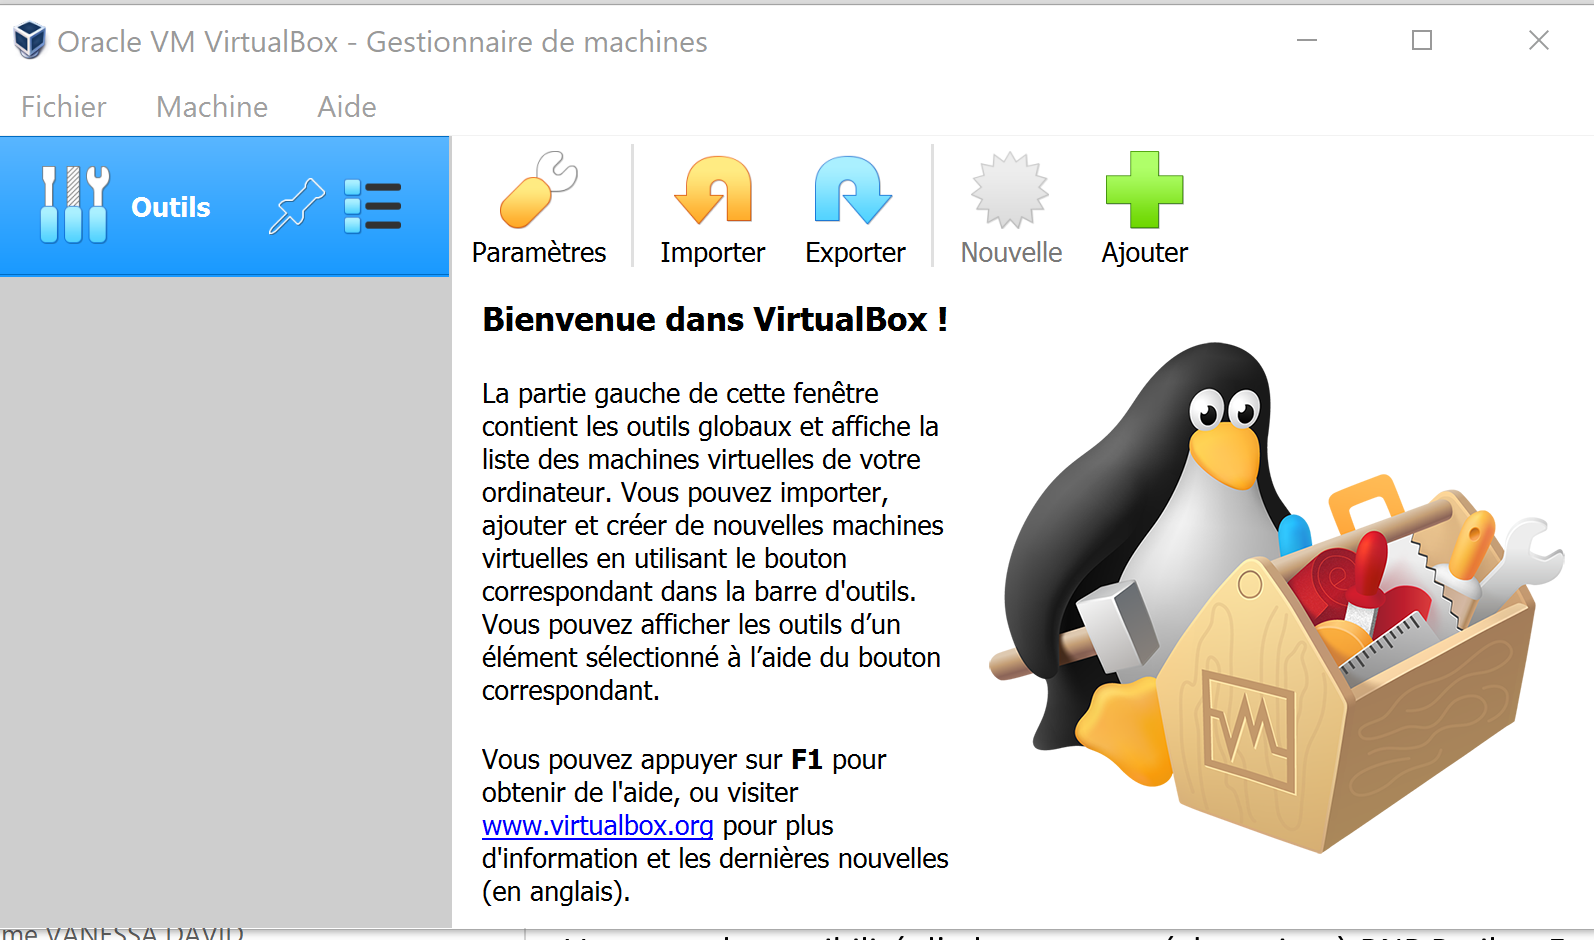 Oracle VM VirtualBox - Gestionnaire de machines
Fichier Machine Aide
Outils
Paramètres Importer Exporter Nouvelle Ajouter
Bienvenue dans VirtualBox !
La partie gauche de cette fenêtre
contient les outils globaux et affiche la
liste des machines virtuelles de votre
ordinateur. Vous pouvez importer,
ajouter et créer de nouvelles machines
virtuelles en utilisant le bouton
correspondant dans la barre d'outils.
Vous pouvez afficher les outils d’un
élément sélectionné à l’aide du bouton
correspondant.
Vous pouvez appuyer sur F1 pour
obtenir de l'aide, ou visiter
www.virtualbox.org pour plus
d'information et les dernières nouvelles
(en anglais).
me VANESSA DAVID